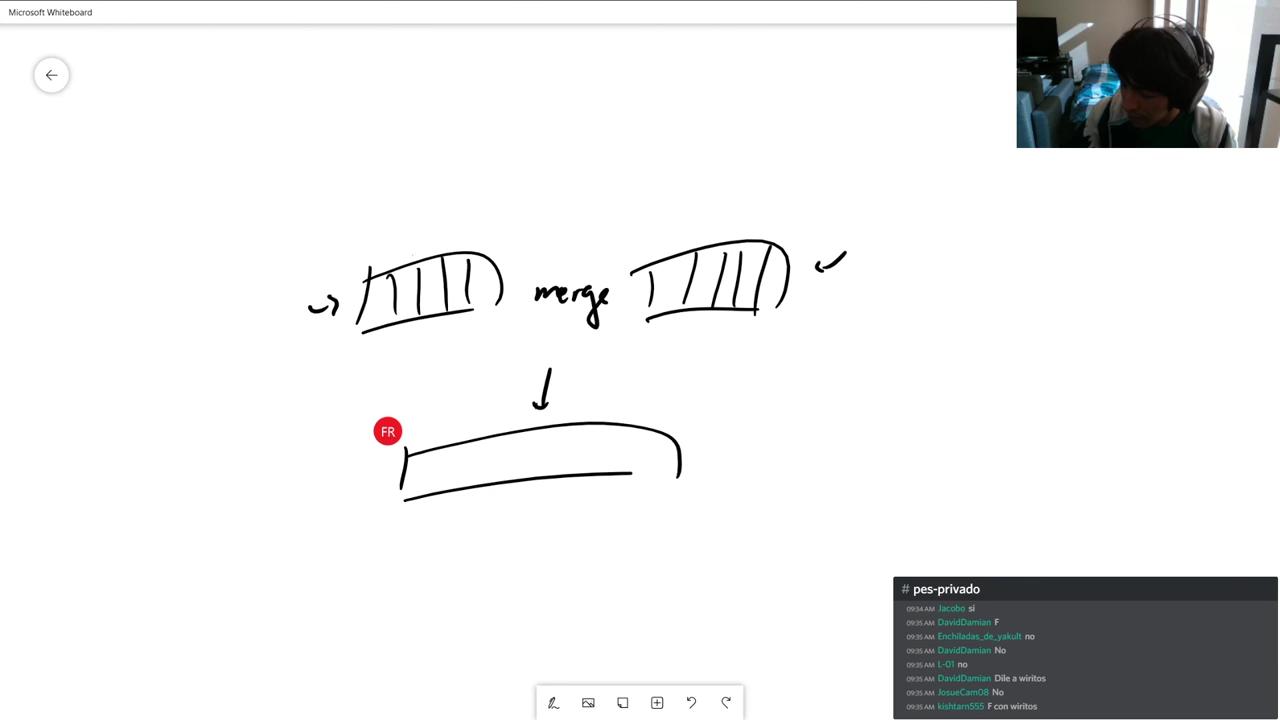 Microsoft Whiteboard
merge
FR
# pes-privado
09:34 AM Jacobo si
09:35 AM DavidDamian F
09:35 AM Enchiladas_de_yakult no
09:35 AM DavidDamian No
09:35 AM L-01 no
09:35 AM DavidDamian Dile a wiritos
09:35 AM JosueCam08 No
09:35 AM kishtarn555 F con wiritos